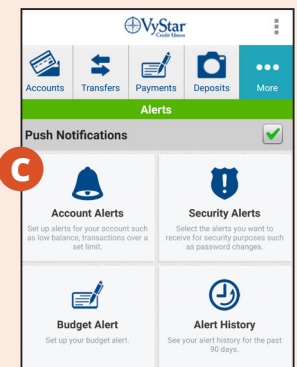 VyStar
Credit Union
Accounts Transfers Payments Deposits More
Alerts
Push Notifications
C
Account Alerts
Set up alerts for your account such
as low balance, transactions over a
set limit.
Security Alerts
Select the alerts you want to
receive for security purposes such
as password changes.
Budget Alert
Set up your budget alert.
Alert History
See your alert history for the past
90 days.